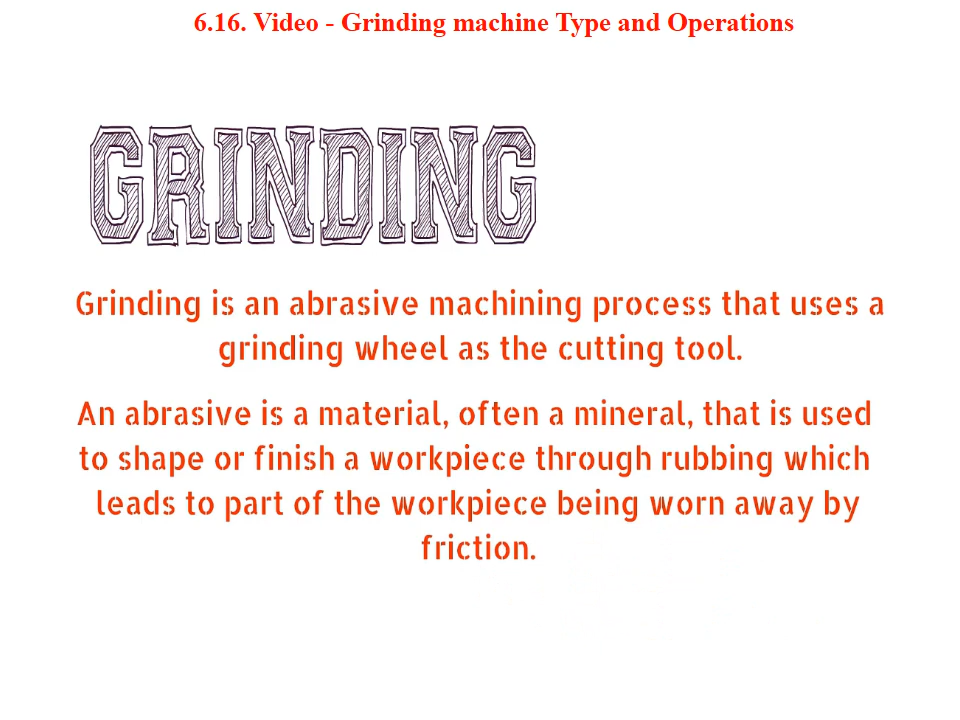 6.16. Video - Grinding machine Type and Operations
GRINDING
Grinding is an abrasive machining process that uses a
grinding wheel as the cutting tool.
An abrasive is a material, often a mineral, that is used
to shape or finish a workpiece through rubbing which
leads to part of the workpiece being worn away by
friction.